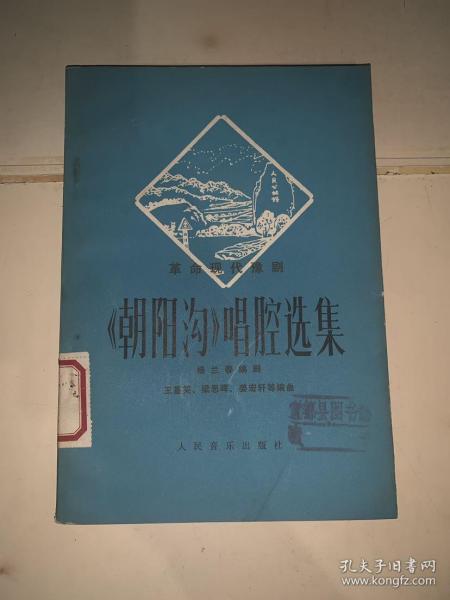 革命现代豫剧
《朝阳沟》唱腔选集
杨兰春编剧
王基笑、梁思晖、姜宏轩等编曲
人民音乐出版社
孔夫子旧书网
www.kongfz.com